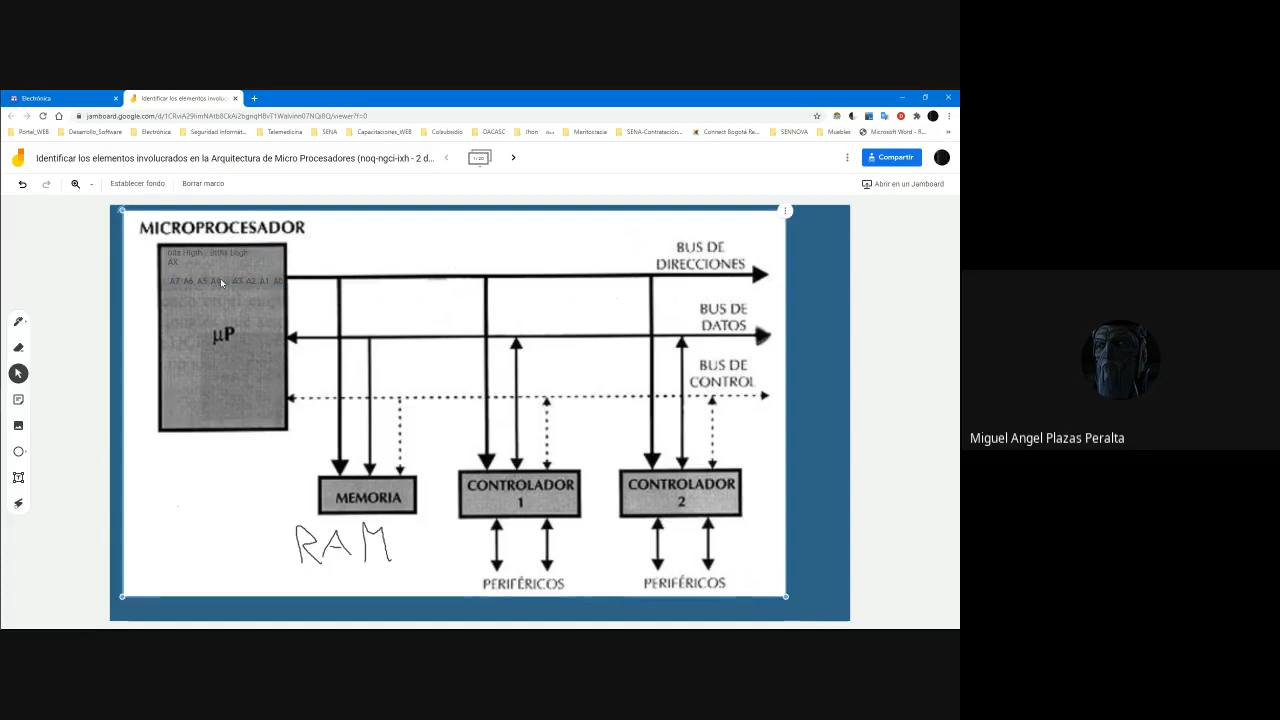 Electrónica
Identificar los elementos involuc
jamboard.google.com/d/
Portal_WEB
Desarrollo_Software
Electrónica
Seguridad Informát...
Telemedicina
SENA
Capacitaciones_WEB
Colsubsidio
DACASC
Jhon
Meritocracia
SENA-Contratación...
Connect Bogotá Re...
SENNOVA
Muebles
Microsoft Word - R...
Identificar los elementos involucrados en la Arquitectura de Micro Procesadores (noq-ngci-ixh - 2 d...
1/20
Compartir
Establecer fondo
Borrar marco
Abrir en un Jamboard
MICROPROCESADOR
AX
A7 A6 A5 A3 A2 A1
µP
BUS DE
DIRECCIONES
BUS DE
DATOS
BUS DE
CONTROL
MEMORIA
CONTROLADOR
1
CONTROLADOR
2
RAM
PERIFÉRICOS
PERIFÉRICOS
Miguel Angel Plazas Peralta